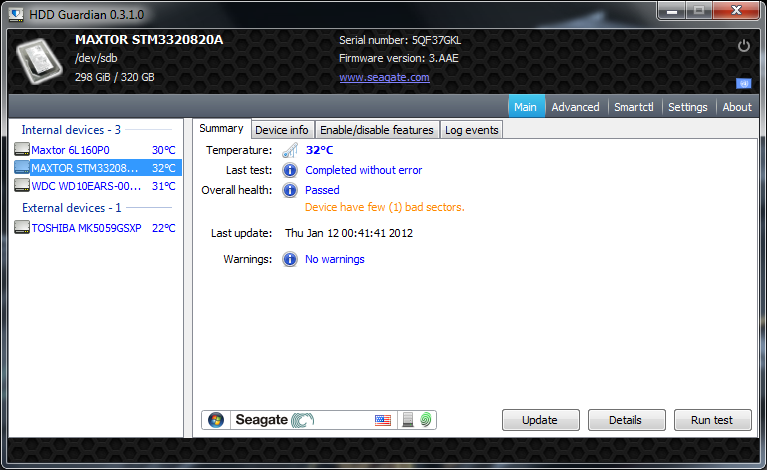 HDD Guardian 0.3.1.0
MAXTOR STM3320820A
/dev/sdb
298 GiB / 320 GB
Serial number: 5QF37GKL
Firmware version: 3.AAE
www.seagate.com
Main Advanced Smartctl Settings About
Internal devices - 3
Maxtor 6L160P0 30°C
MAXTOR STM33208... 32°C
WDC WD10EARS-00... 31°C
External devices - 1
TOSHIBA MK5059GSXP 22°C
Summary Device info Enable/disable features Log events
Temperature: 32°C
Last test: Completed without error
Overall health: Passed
Device have few (1) bad sectors.
Last update: Thu Jan 12 00:41:41 2012
Warnings: No warnings
Seagate
Update Details Run test